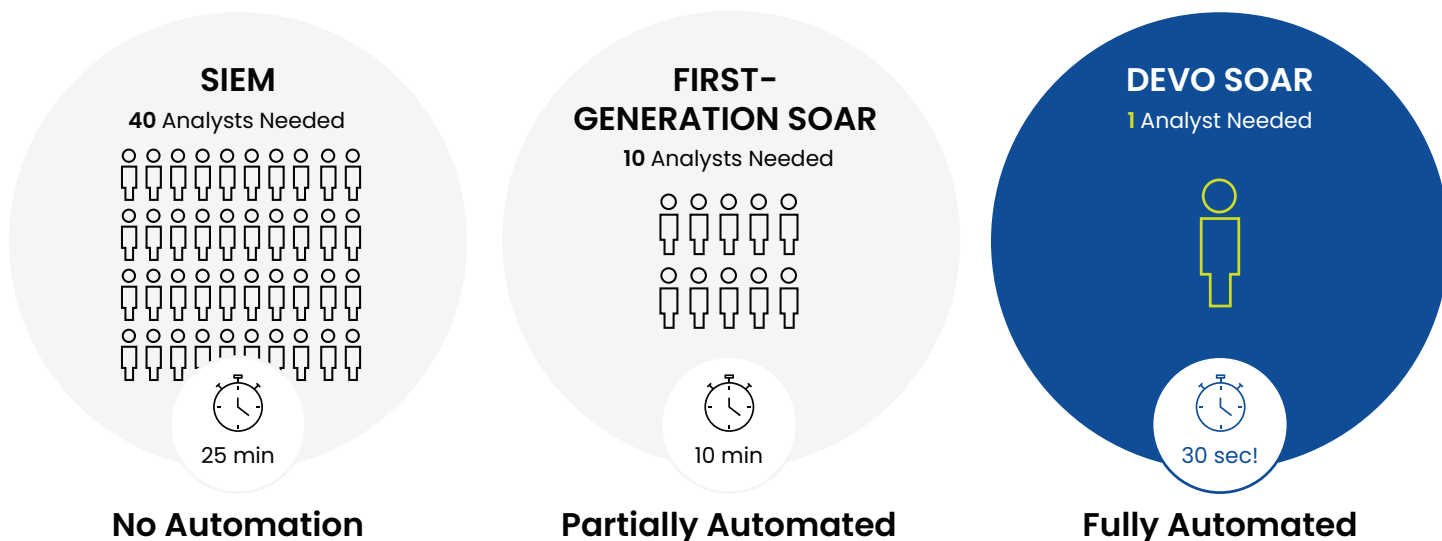 SIEM
40 Analysts Needed
25 min
No Automation
FIRST-
GENERATION SOAR
10 Analysts Needed
10 min
Partially Automated
DEVO SOAR
1 Analyst Needed
30 sec!
Fully Automated